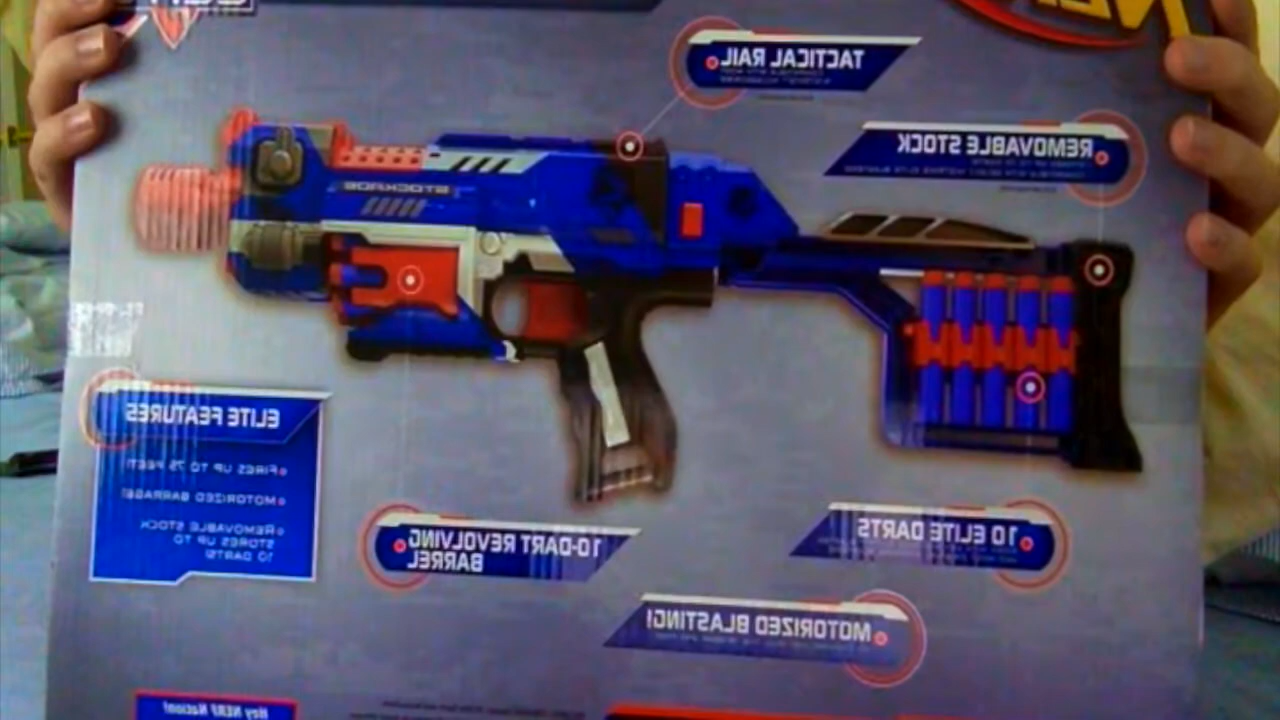 NERF
TACTICAL RAIL
REMOVABLE STOCK
STOCKADE
ELITE FEATURES
FIRES UP TO 75 FEET!
MOTORIZED BARRAGE!
REMOVABLE STOCK
STORES UP TO
10 DARTS!
10-DART REVOLVING
BARREL
10 ELITE DARTS
MOTORIZED BLASTING!
Hey NERF Nation!